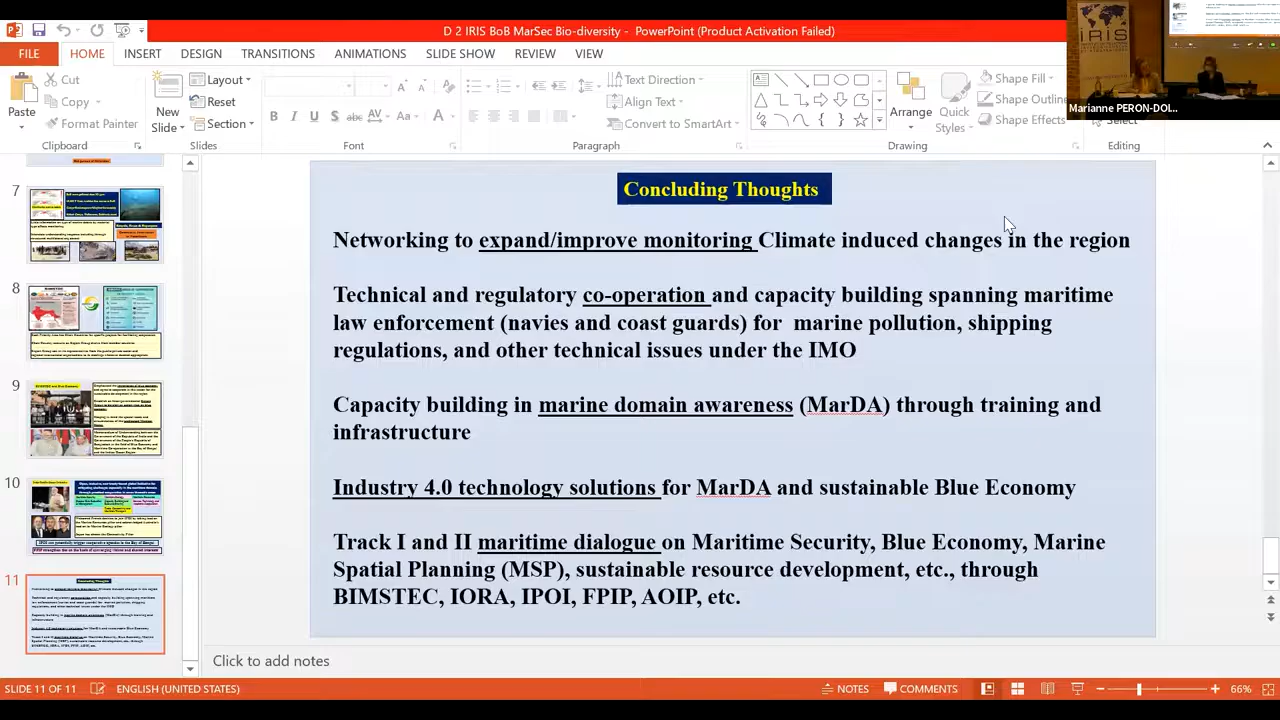 D 2 IRIS BoB MarSec Bio-diversity - PowerPoint (Product Activation Failed)
FILE HOME INSERT DESIGN TRANSITIONS ANIMATIONS SLIDE SHOW REVIEW VIEW
Cut
Copy
Format Painter
Paste
New
Slide
Layout
Reset
Section
Text Direction
Align Text
Convert to SmartArt
Arrange
Quick
Styles
Shape Fill
Shape Outline
Shape Effects
Select
Clipboard Slides Font Paragraph Drawing Editing
IRIS
Marianne PERON-DOI...
7
8
9
10
11
Concluding Thoughts
Networking to expand improve monitoring Climate induced changes in the region
Technical and regulatory co-operation and capacity building spanning maritime
law enforcement and coast guards) for marine pollution, shipping
regulations, and other technical issues under the IMO
Capacity building in domain awareness (MarDA) through training and
infrastructure
4.0 solutions for MarDA sustainable Blue Economy
Track I and II dialogue on Maritime Security, Blue Economy, Marine
Spatial Planning (MSP), sustainable resource development, etc., through
BIMSTEC, IORA, IPOI, FPIP, AOIP, etc.
Click to add notes
SLIDE 11 OF 11 ENGLISH (UNITED STATES) NOTES COMMENTS 66%